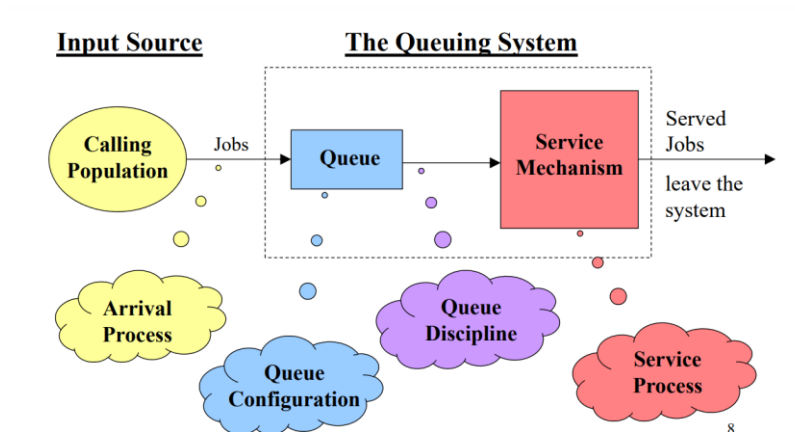 Input Source
The Queuing System
Calling
Population
Jobs
Queue
Service
Mechanism
Served
Jobs
leave the
system
Arrival
Process
Queue
Configuration
Queue
Discipline
Service
Process
8